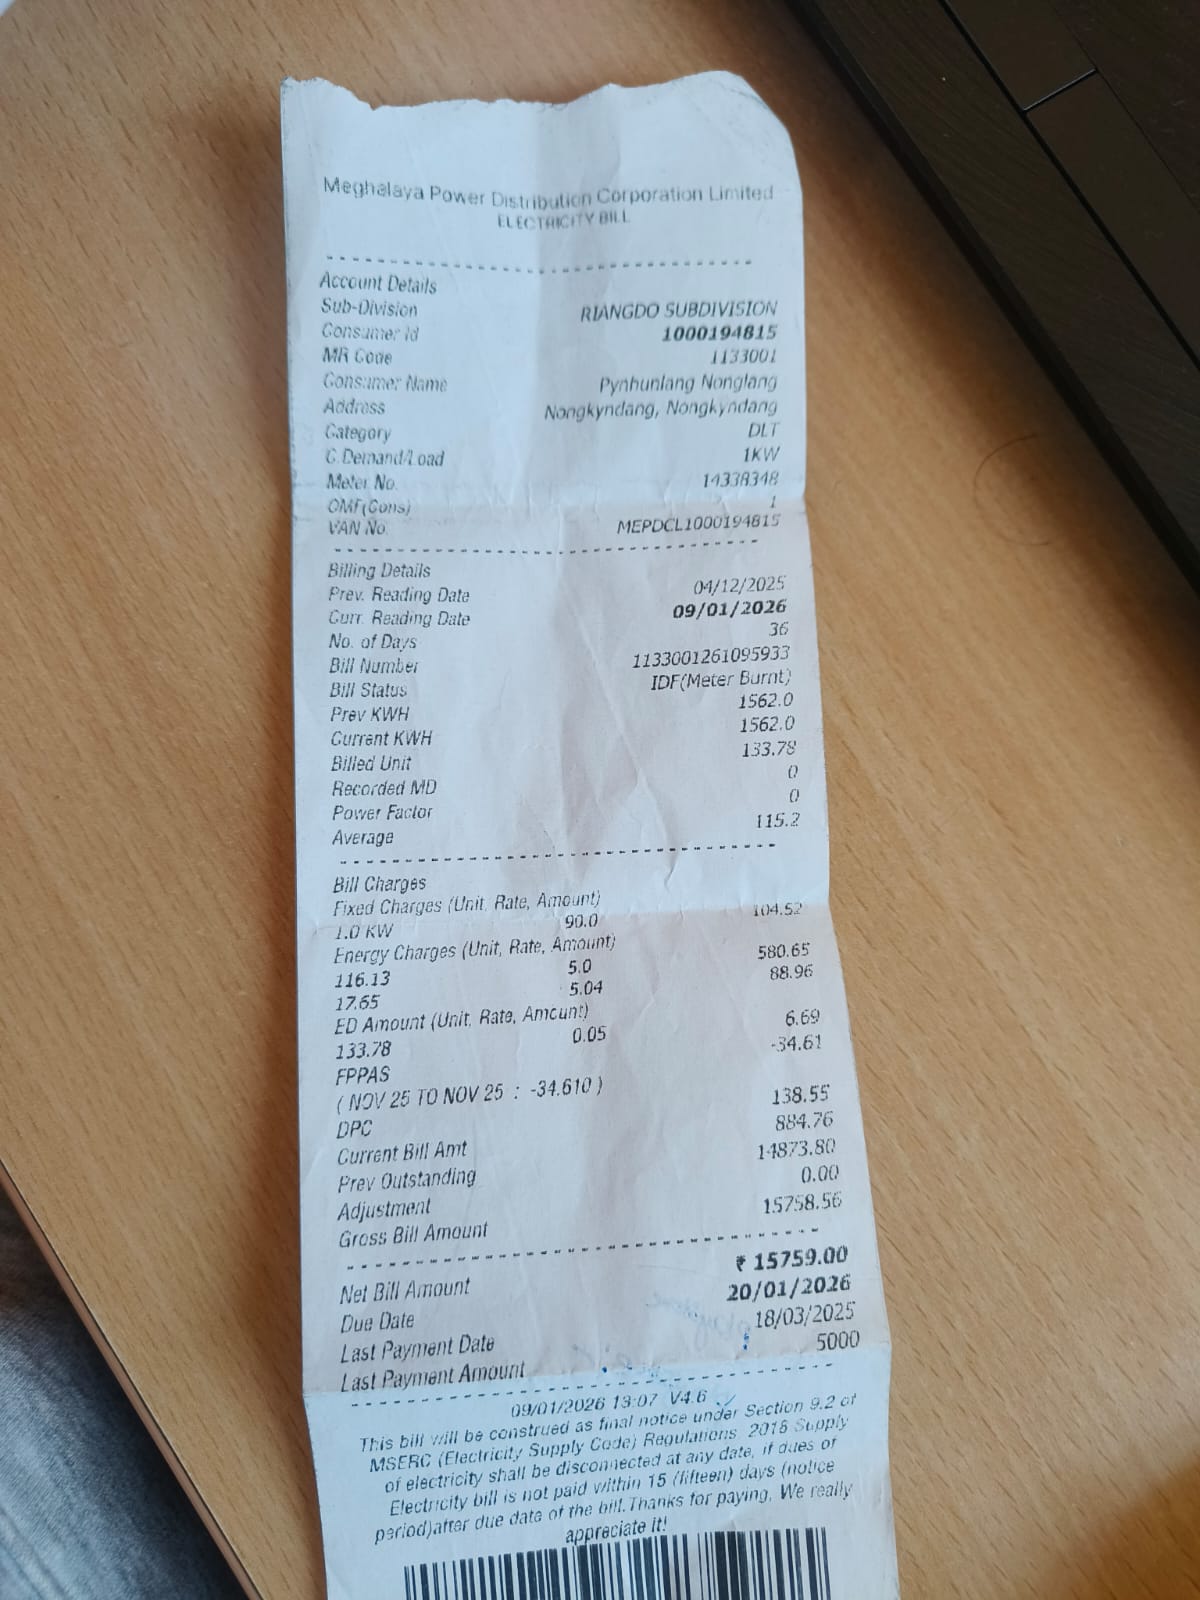 Meghalaya Power Distribution Corporation Limited
ELECTRICITY BILL
Account Details
Sub-Division RIANGDO SUBDIVISION
Consumer Id 1000194815
MR Code 1133001
Consumer Name Pynhunlang Nonglang
Address Nongkyndang, Nongkyndang
Category DLT
C.Demand/Load 1KW
Meter No. 14338348
OMF(Cons) 1
VAN No. MEPDCL1000194815
Billing Details
Prev. Reading Date 04/12/2025
Curr. Reading Date 09/01/2026
No. of Days 36
Bill Number 1133001261095933
Bill Status IDF(Meter Burnt)
Prev KWH 1562.0
Current KWH 1562.0
Billed Unit 133.78
Recorded MD 0
Power Factor 0
Average 115.2
Bill Charges
Fixed Charges (Unit, Rate, Amount)
1.0 KW 90.0 104.52
Energy Charges (Unit, Rate, Amount)
116.13 5.0 580.65
17.65 5.04 88.96
ED Amount (Unit, Rate, Amount)
133.78 0.05 6.69
FPPAS -34.61
( NOV 25 TO NOV 25 : -34.610 )
DPC 138.55
Current Bill Amt 884.76
Prev Outstanding 14873.80
Adjustment 0.00
Gross Bill Amount 15758.56
Net Bill Amount ₹ 15759.00
Due Date 20/01/2026
Last Payment Date 18/03/2025
Last Payment Amount 5000
09/01/2026 13:07 V4.6
This bill will be construed as final notice under Section 9.2 of
MSERC (Electricity Supply Code) Regulations, 2018 Supply
of electricity shall be disconnected at any date, if dues of
Electricity bill is not paid within 15 (fifteen) days (notice
period)after due date of the bill.Thanks for paying, We really
appreciate it!